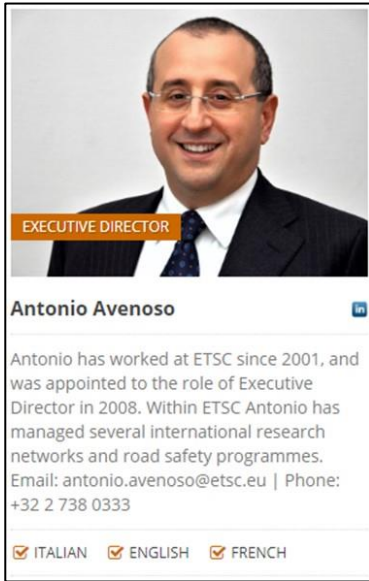 EXECUTIVE DIRECTOR
Antonio Avenoso
in
Antonio has worked at ETSC since 2001, and
was appointed to the role of Executive
Director in 2008. Within ETSC Antonio has
managed several international research
networks and road safety programmes.
Email: antonio.avenoso@etsc.eu | Phone:
+32 2 738 0333
ITALIAN ENGLISH FRENCH